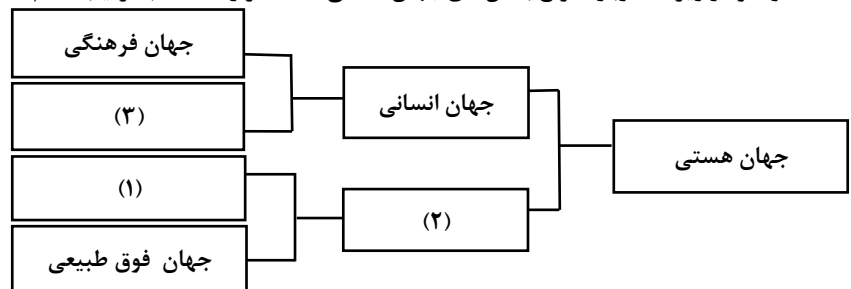 جهان فرهنگی
جهان انسانی
(۳)
جهان هستی
(۱)
(۲)
جهان فوق طبیعی